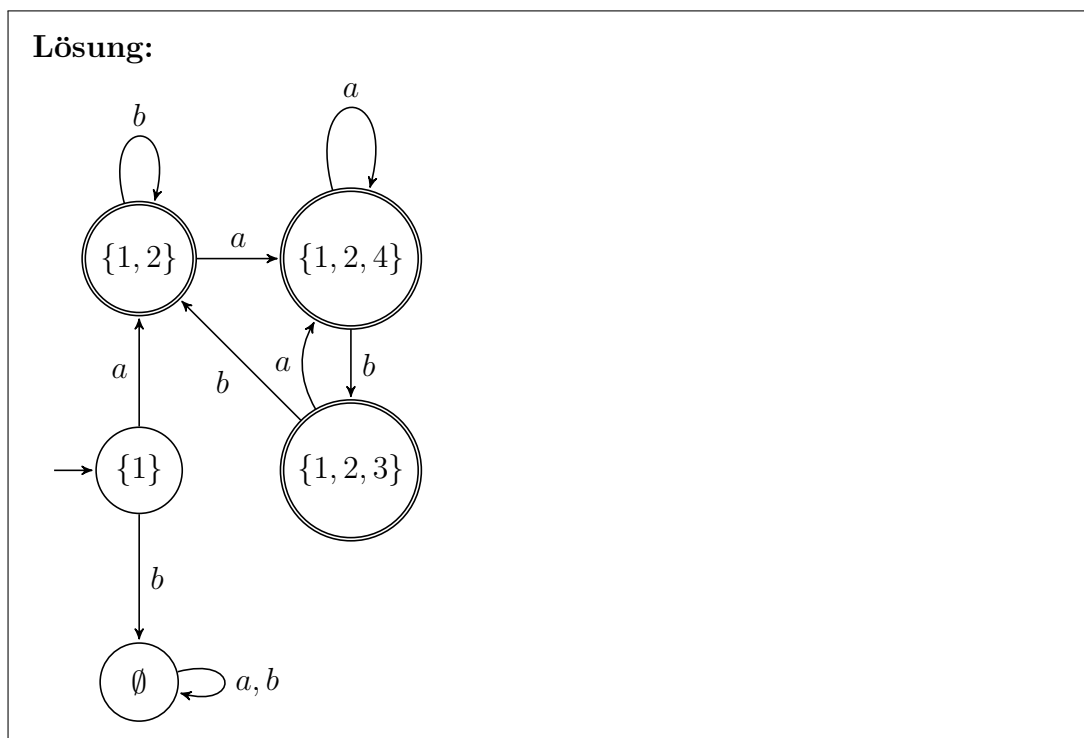 Lösung:
b
a
{1, 2}
a
{1, 2, 4}
a
b
a
b
{1}
{1, 2, 3}
b
∅
a, b